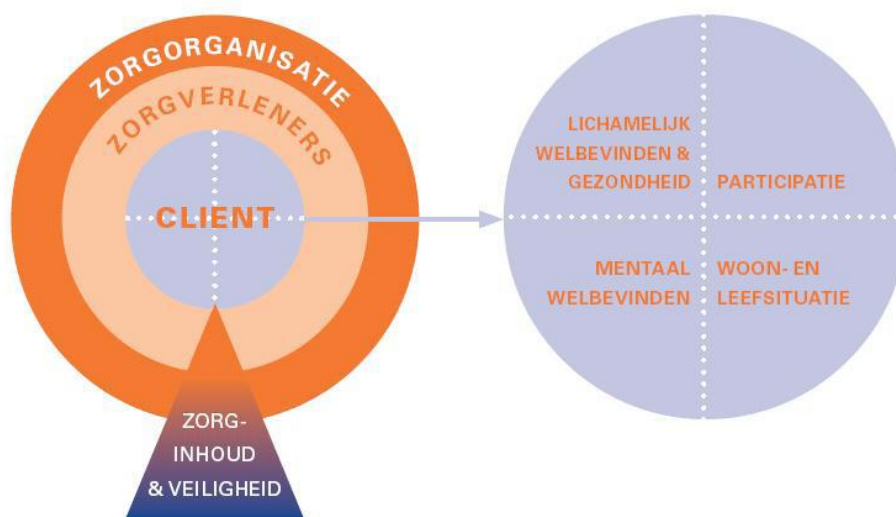 ZORGORGANISATIE
ZORGVERLENERS
CLIENT
ZORG-
INHOUD
& VEILIGHEID
LICHAMELIJK
WELBEVINDEN &
GEZONDHEID
PARTICIPATIE
MENTAAL
WELBEVINDEN
WOON- EN
LEEFSITUATIE